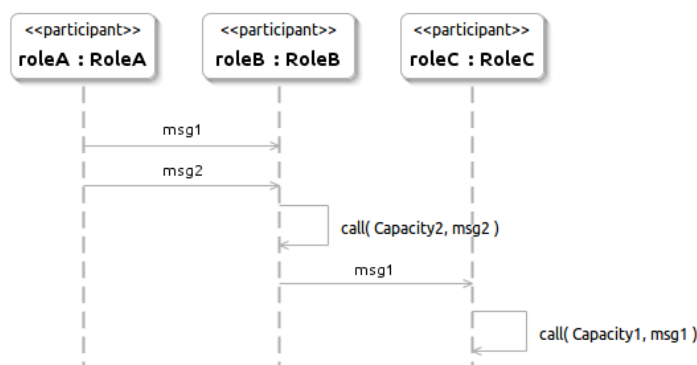 <<participant>>
roleA : RoleA
<<participant>>
roleB : RoleB
<<participant>>
roleC : RoleC
msg1
msg2
call( Capacity2, msg2 )
msg1
call( Capacity1, msg1 )